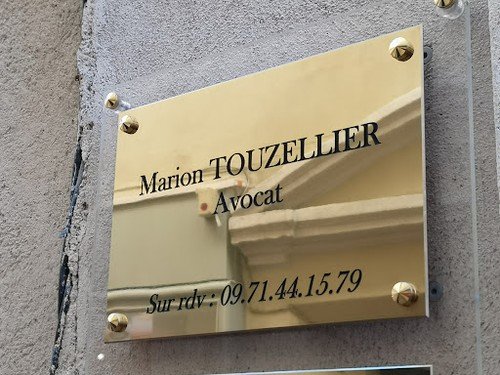 Marion TOUZELLIER
Avocat
Sur rdv : 09.71.44.15.79